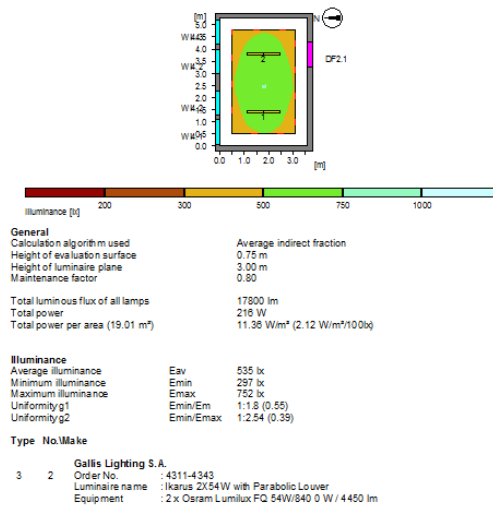 [m]
N
5.0
4.5
4.0
3.5
3.0
2.5
2.0
1.5
1.0
0.5
0.0
DF2.1
2
1
0.0 1.0 2.0 3.0
[m]
Illuminance [lx]
200 300 500 750 1000
General
Calculation algorithm used Average indirect fraction
Height of evaluation surface 0.75 m
Height of luminaire plane 3.00 m
Maintenance factor 0.80
Total luminous flux of all lamps 17800 lm
Total power 216 W
Total power per area (19.01 m²) 11.36 W/m² (2.12 W/m²/100lx)
Illuminance
Average illuminance Eav 535 lx
Minimum illuminance Emin 297 lx
Maximum illuminance Emax 752 lx
Uniformity g1 Emin/Em 1:1.8 (0.55)
Uniformity g2 Emin/Emax 1:2.54 (0.39)
Type No.\Make
Gallis Lighting S.A.
3 2 Order No. : 4311-4343
Luminaire name : Ikarus 2X54W with Parabolic Louver
Equipment : 2 x Osram Lumilux FQ 54W/840 0 W / 4450 lm